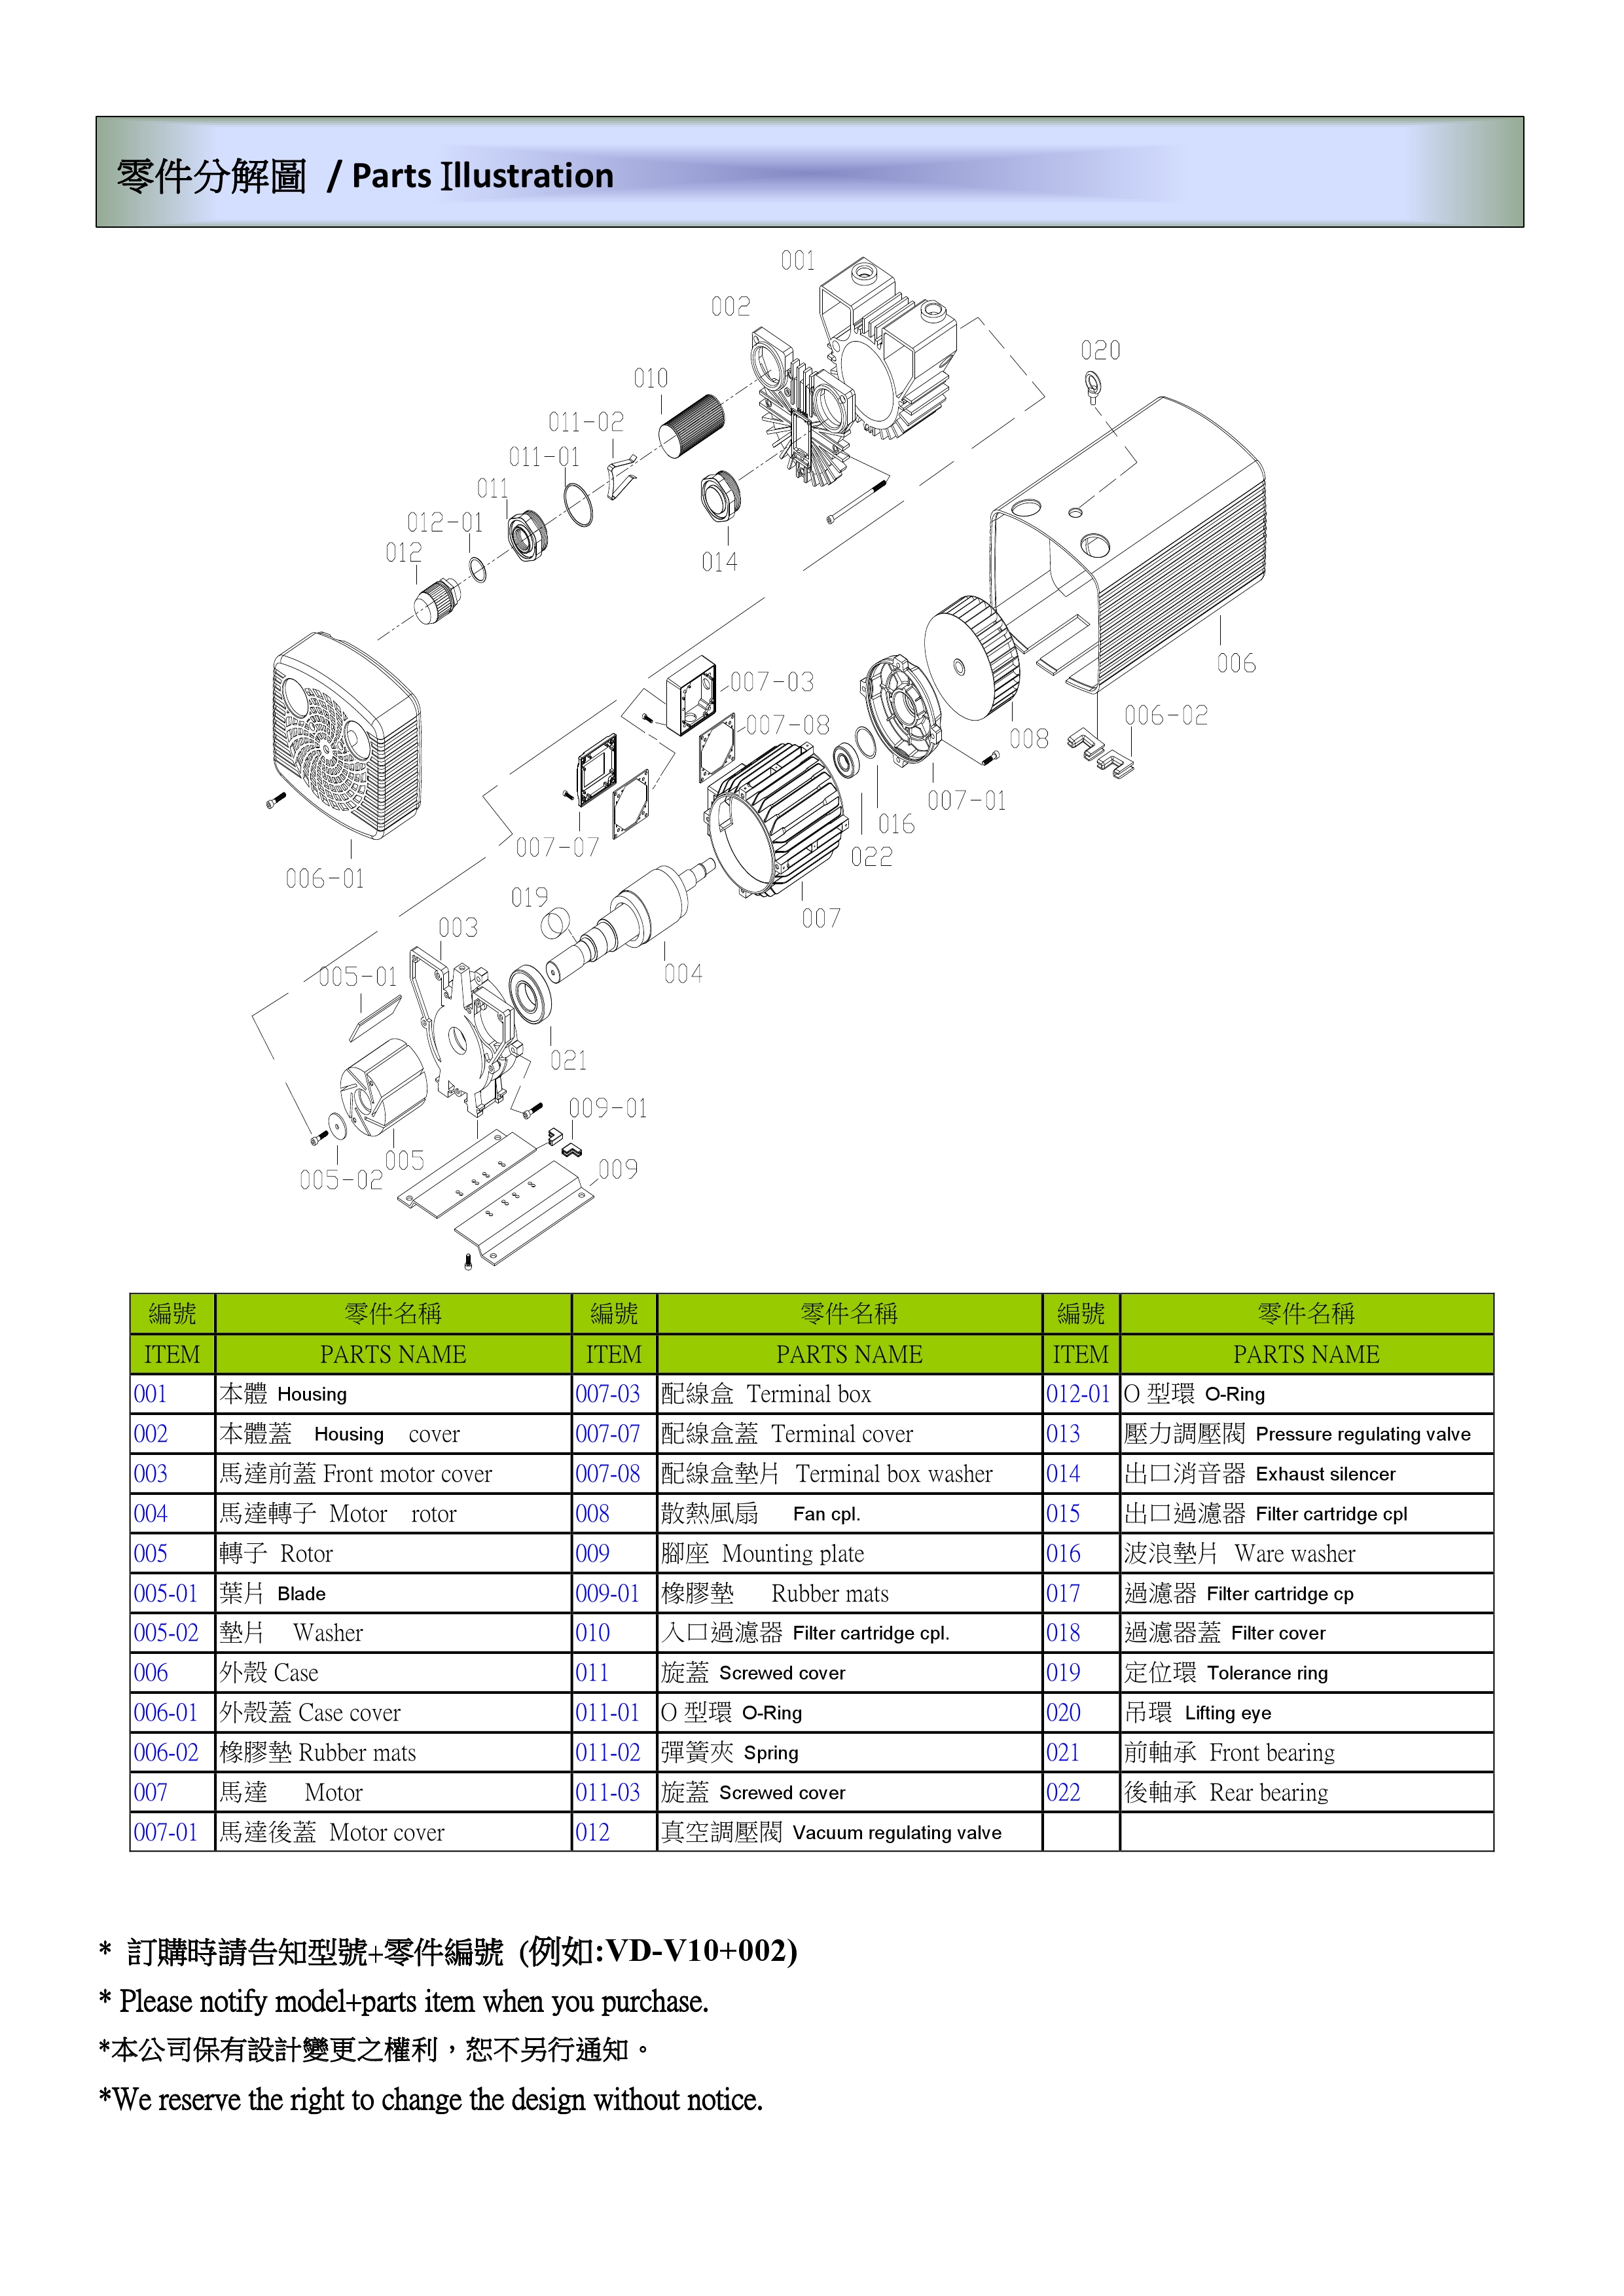 零件分解圖 / Parts Illustration
001
002
020
010
011-02
011-01
011
012-01
012
014
006
007-03
006-02
007-08
008
007-01
016
007-07
022
006-01
019
007
003
004
005-01
021
009-01
005
009
005-02
編號 零件名稱 編號 零件名稱 編號 零件名稱
ITEM PARTS NAME ITEM PARTS NAME ITEM PARTS NAME
001 本體 Housing 007-03 配線盒 Terminal box 012-01 O 型環 O-Ring
002 本體蓋 Housing cover 007-07 配線盒蓋 Terminal cover 013 壓力調壓閥 Pressure regulating valve
003 馬達前蓋 Front motor cover 007-08 配線盒墊片 Terminal box washer 014 出口消音器 Exhaust silencer
004 馬達轉子 Motor rotor 008 散熱風扇 Fan cpl. 015 出口過濾器 Filter cartridge cpl
005 轉子 Rotor 009 腳座 Mounting plate 016 波浪墊片 Ware washer
005-01 葉片 Blade 009-01 橡膠墊 Rubber mats 017 過濾器 Filter cartridge cp
005-02 墊片 Washer 010 入口過濾器 Filter cartridge cpl. 018 過濾器蓋 Filter cover
006 外殼 Case 011 旋蓋 Screwed cover 019 定位環 Tolerance ring
006-01 外殼蓋 Case cover 011-01 O 型環 O-Ring 020 吊環 Lifting eye
006-02 橡膠墊 Rubber mats 011-02 彈簧夾 Spring 021 前軸承 Front bearing
007 馬達 Motor 011-03 旋蓋 Screwed cover 022 後軸承 Rear bearing
007-01 馬達後蓋 Motor cover 012 真空調壓閥 Vacuum regulating valve
* 訂購時請告知型號+零件編號 (例如:VD-V10+002)
* Please notify model+parts item when you purchase.
*本公司保有設計變更之權利，恕不另行通知。
*We reserve the right to change the design without notice.